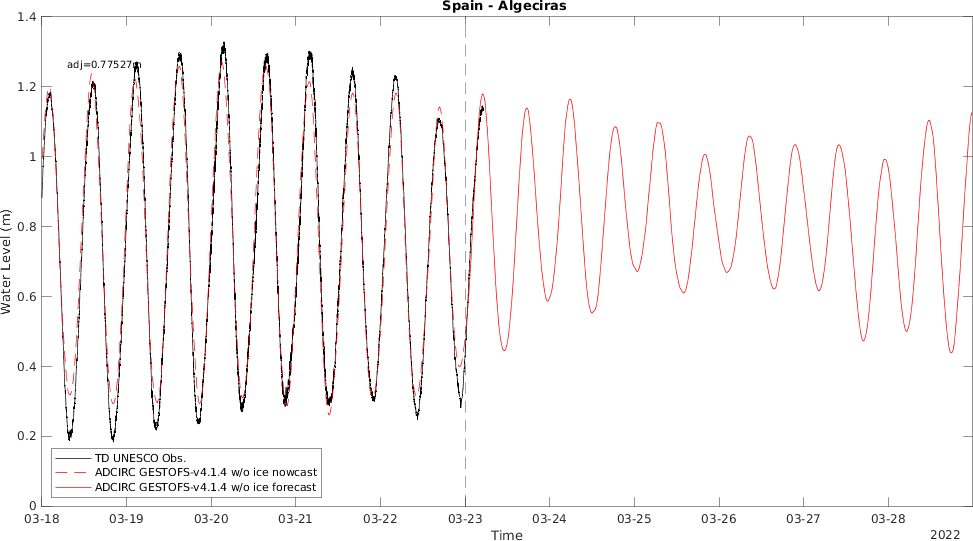 Spain - Algeciras
1.4
1.2
1
0.8
0.6
0.4
0.2
0
Water Level (m)
adj=0.77527m
TD UNESCO Obs.
ADCIRC GESTOFS-v4.1.4 w/o ice nowcast
ADCIRC GESTOFS-v4.1.4 w/o ice forecast
03-18 03-19 03-20 03-21 03-22 03-23 03-24 03-25 03-26 03-27 03-28
Time
2022